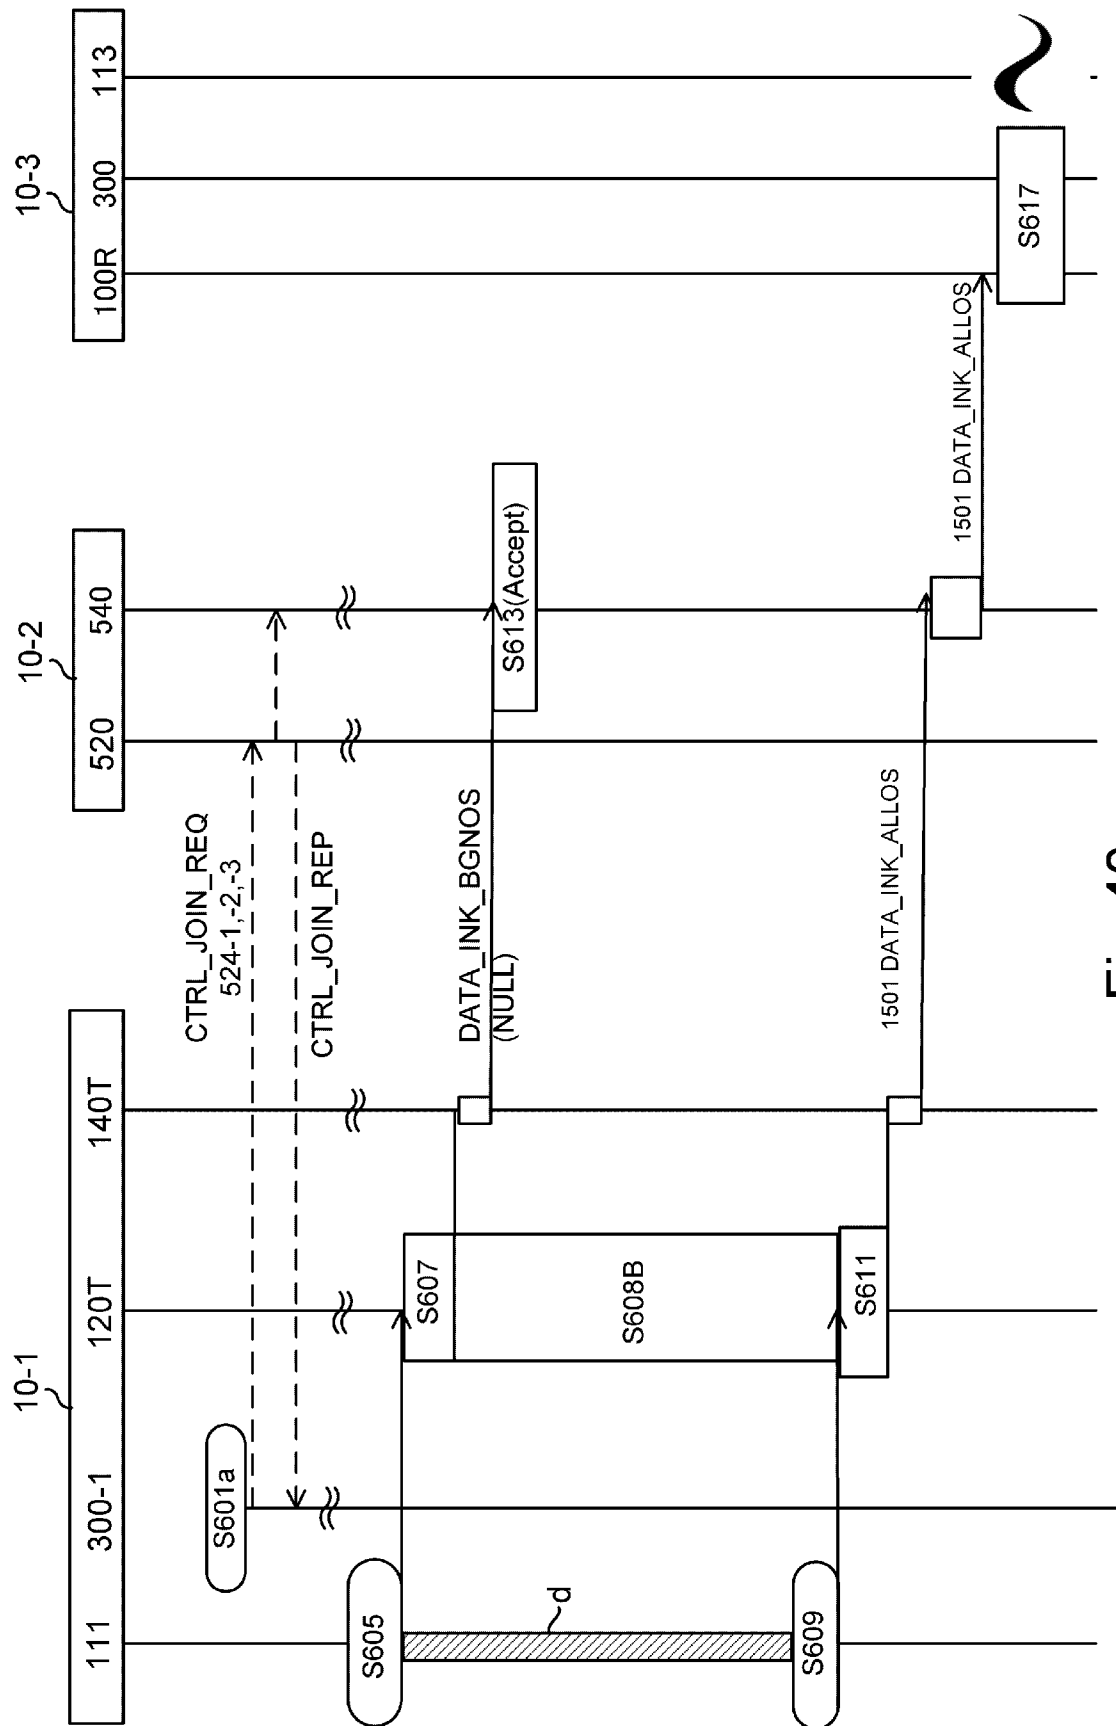 10-1
10-2
10-3
111 300-1 120T 140T
520 540
100R 300 113
S601a
CTRL_JOIN_REQ
524-1,-2,-3
CTRL_JOIN_REP
S605
S607
DATA_INK_BGNOS
(NULL)
S613(Accept)
d
S608B
S609
S611
1501 DATA_INK_ALLOS
1501 DATA_INK_ALLOS
S617